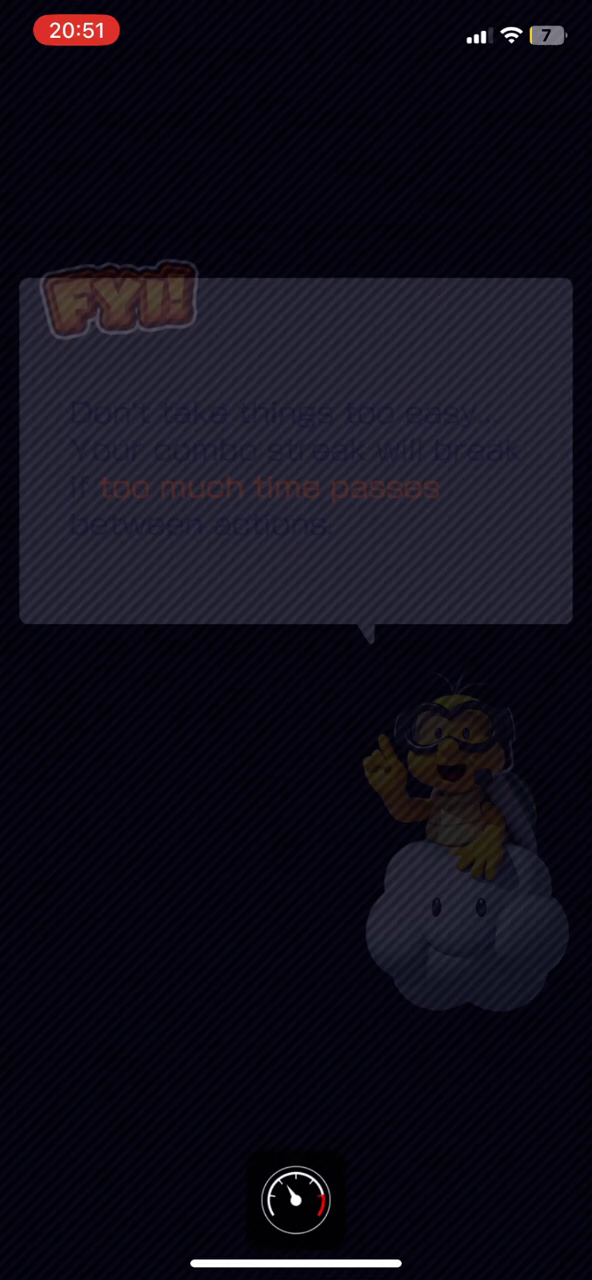 20:51
7
FYI!
Don't take things too easy...
Your combo streak will break
if too much time passes
between actions.